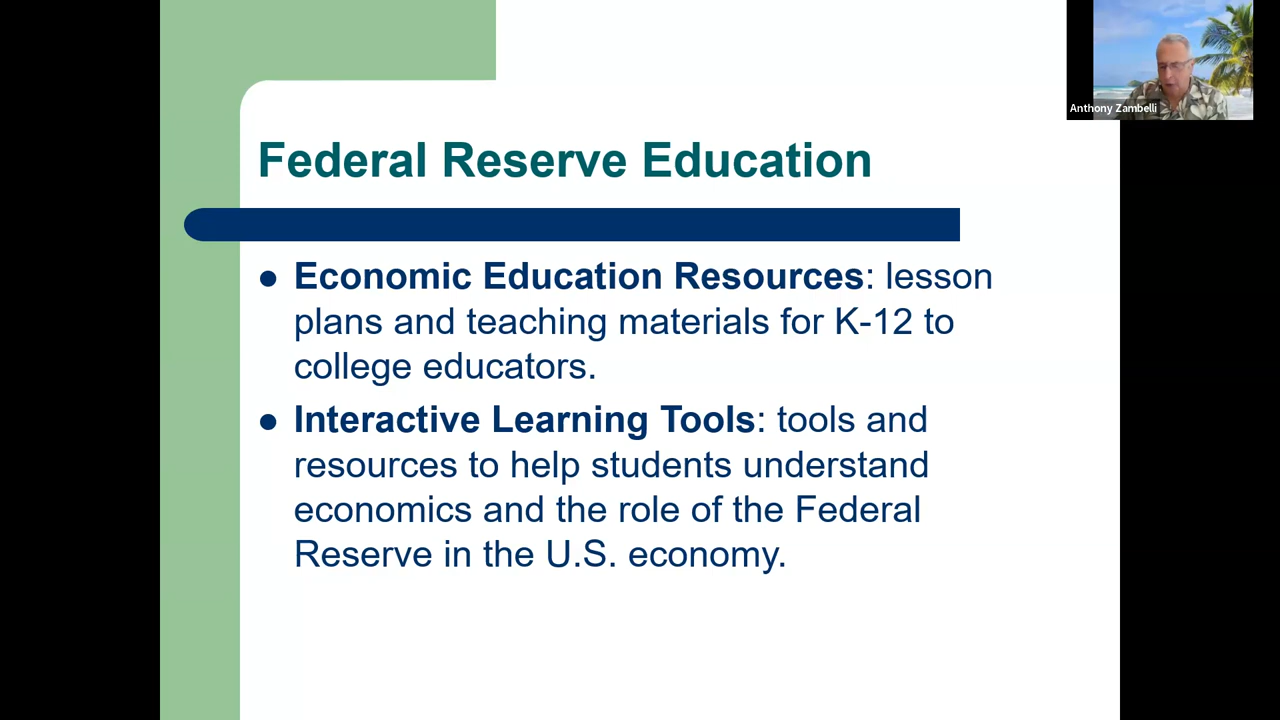 Anthony Zambelli
Federal Reserve Education
● Economic Education Resources: lesson
plans and teaching materials for K-12 to
college educators.
● Interactive Learning Tools: tools and
resources to help students understand
economics and the role of the Federal
Reserve in the U.S. economy.